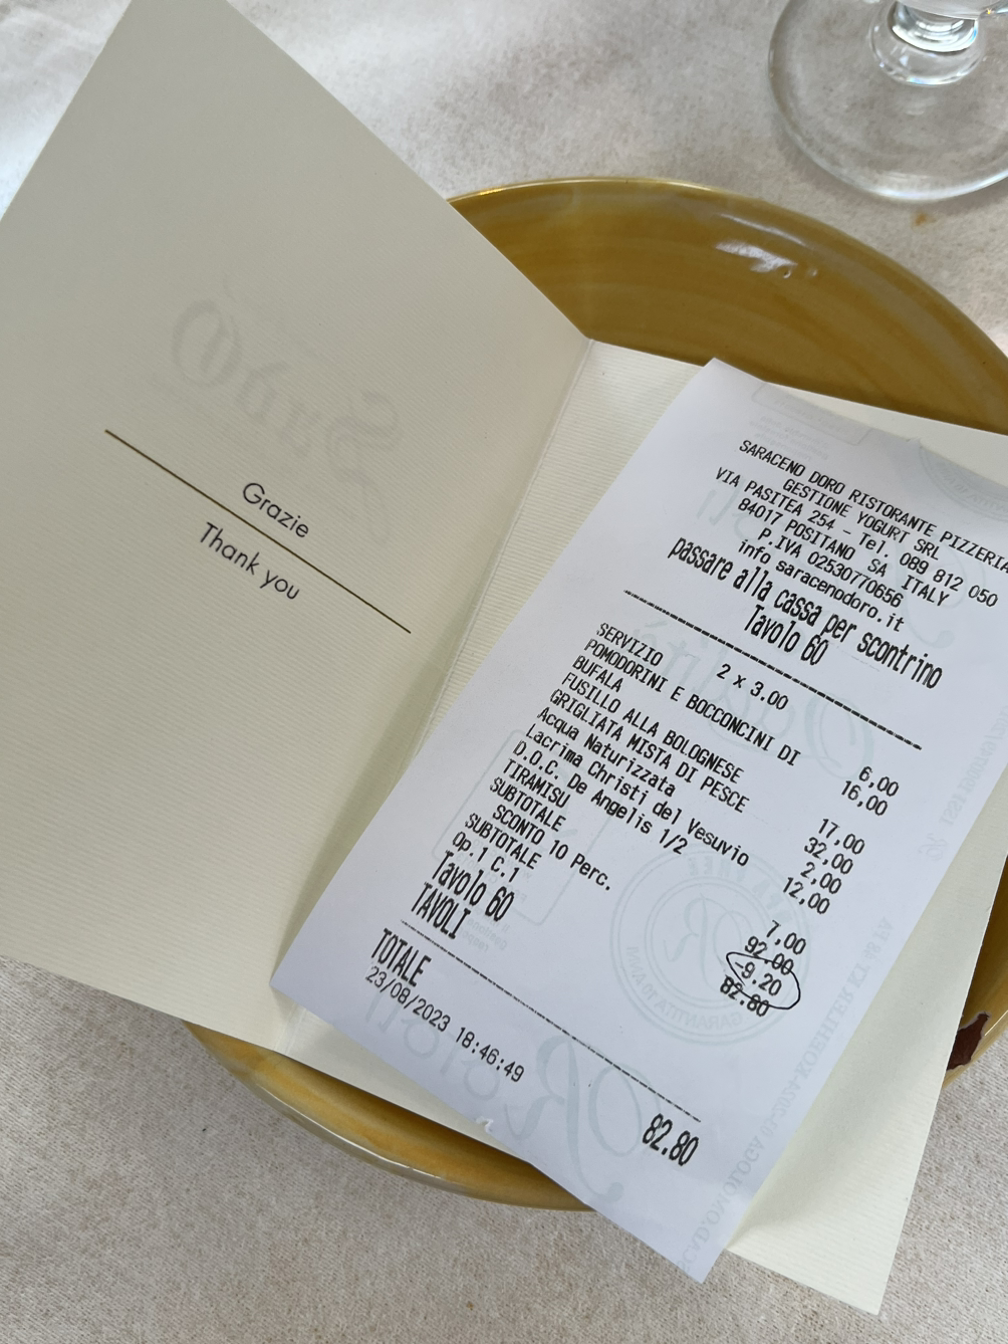 Grazie
Thank you
SARACENO DORO RISTORANTE PIZZERIA
GESTIONE YOGURT SRL
VIA PASITEA 254 - Tel. 089 812 050
84017 POSITANO SA ITALY
P.IVA 02530770656
info saracenodoro.it
passare alla cassa per scontrino
Tavolo 60
SERVIZIO 2 x 3.00 6,00
POMODORINI E BOCCONCINI DI
BUFALA 16,00
FUSILLO ALLA BOLOGNESE 17,00
GRIGLIATA MISTA DI PESCE 32,00
Acqua Naturizzata 2,00
Lacrima Christi del Vesuvio
D.O.C. De Angelis 1/2 12,00
TIRAMISU 7,00
SUBTOTALE 92.00
SCONTO 10 Perc. -9.20
SUBTOTALE 82.80
Op.1 C.1
Tavolo 60
TAVOLI
TOTALE 82.80
23/08/2023 18:46:49